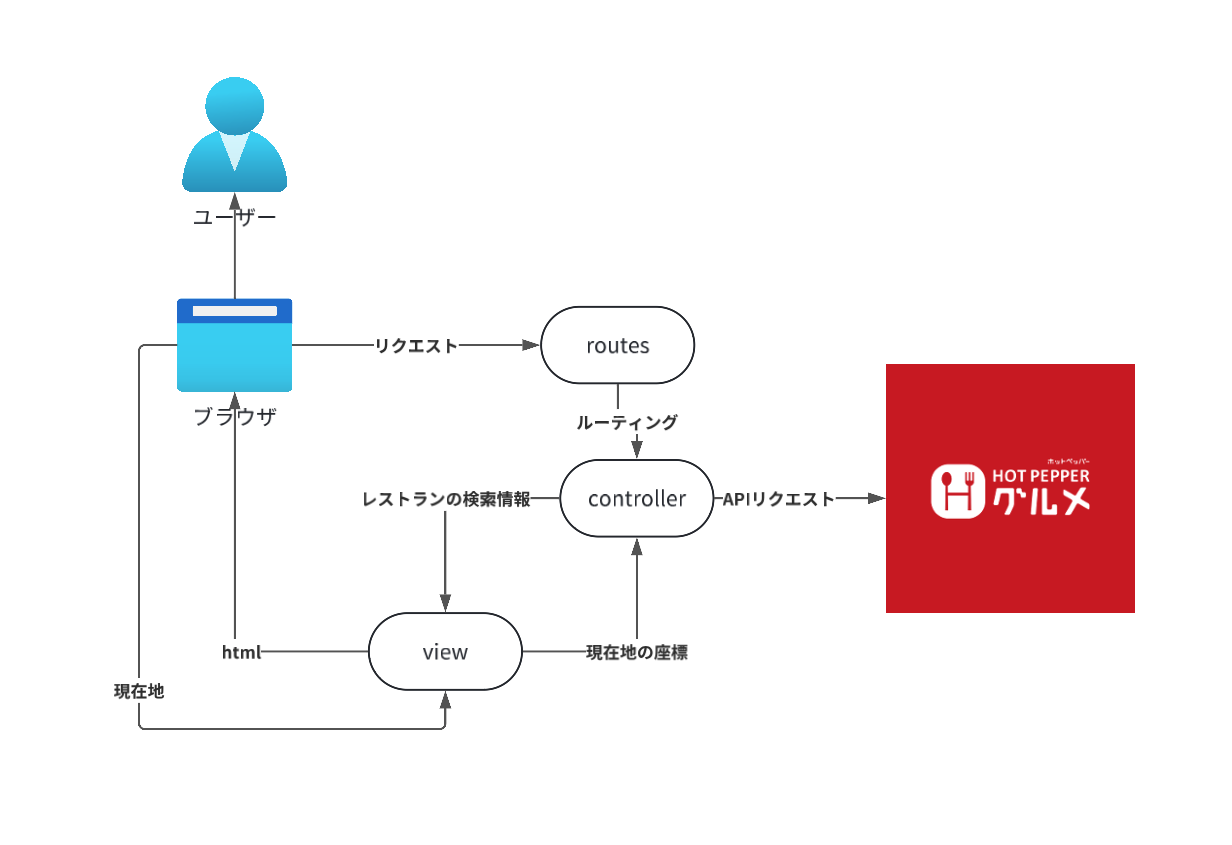 ユーザー
リクエスト
routes
ブラウザ
ルーティング
ホットペッパー
HOT PEPPER
グルメ
レストランの検索情報
controller
APIリクエスト
html
view
現在地の座標
現在地